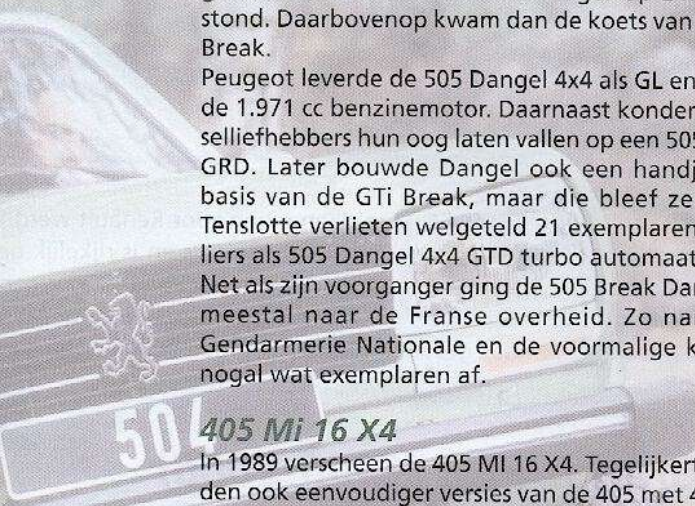 stond. Daarbovenop kwam dan de koets van
Break.
Peugeot leverde de 505 Dangel 4x4 als GL en
de 1.971 cc benzinemotor. Daarnaast konden
selliefhebbers hun oog laten vallen op een 505
GRD. Later bouwde Dangel ook een handj
basis van de GTi Break, maar die bleef ze
Tenslotte verlieten welgeteld 21 exemplaren
liers als 505 Dangel 4x4 GTD turbo automaat
Net als zijn voorganger ging de 505 Break Dan
meestal naar de Franse overheid. Zo na
Gendarmerie Nationale en de voormalige k
nogal wat exemplaren af.
504
405 Mi 16 X4
In 1989 verscheen de 405 MI 16 X4. Tegelijkert
den ook eenvoudiger versies van de 405 met 4